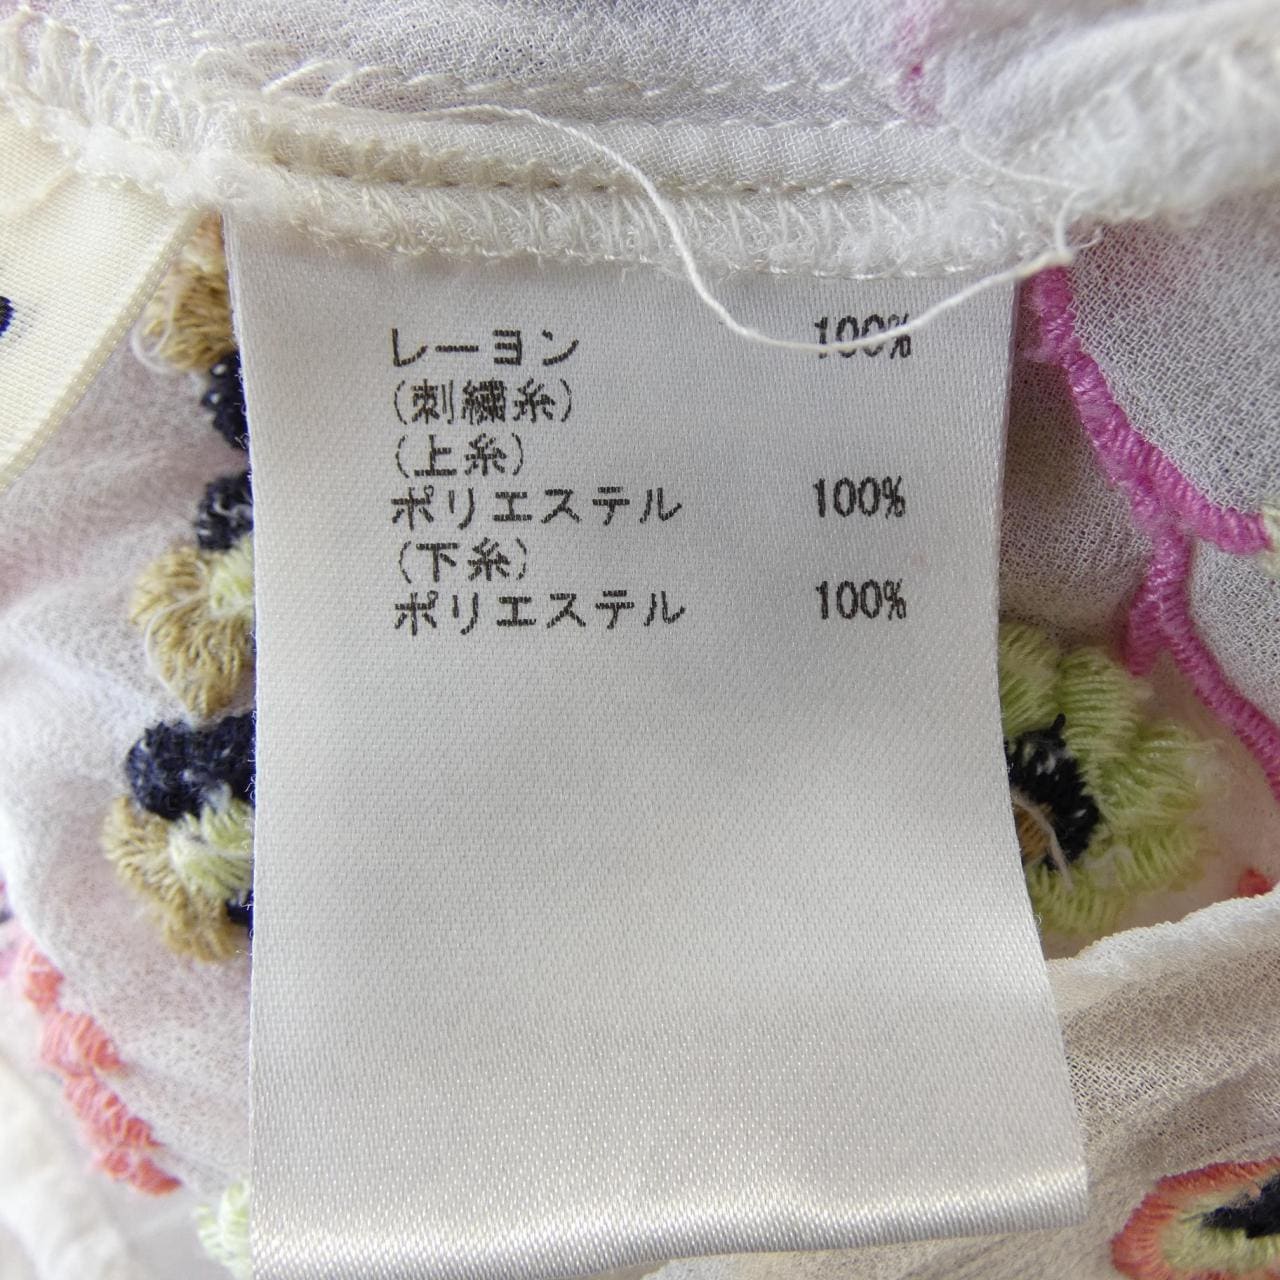 レーヨン 100%
(刺繍糸)
(上糸)
ポリエステル 100%
(下糸)
ポリエステル 100%